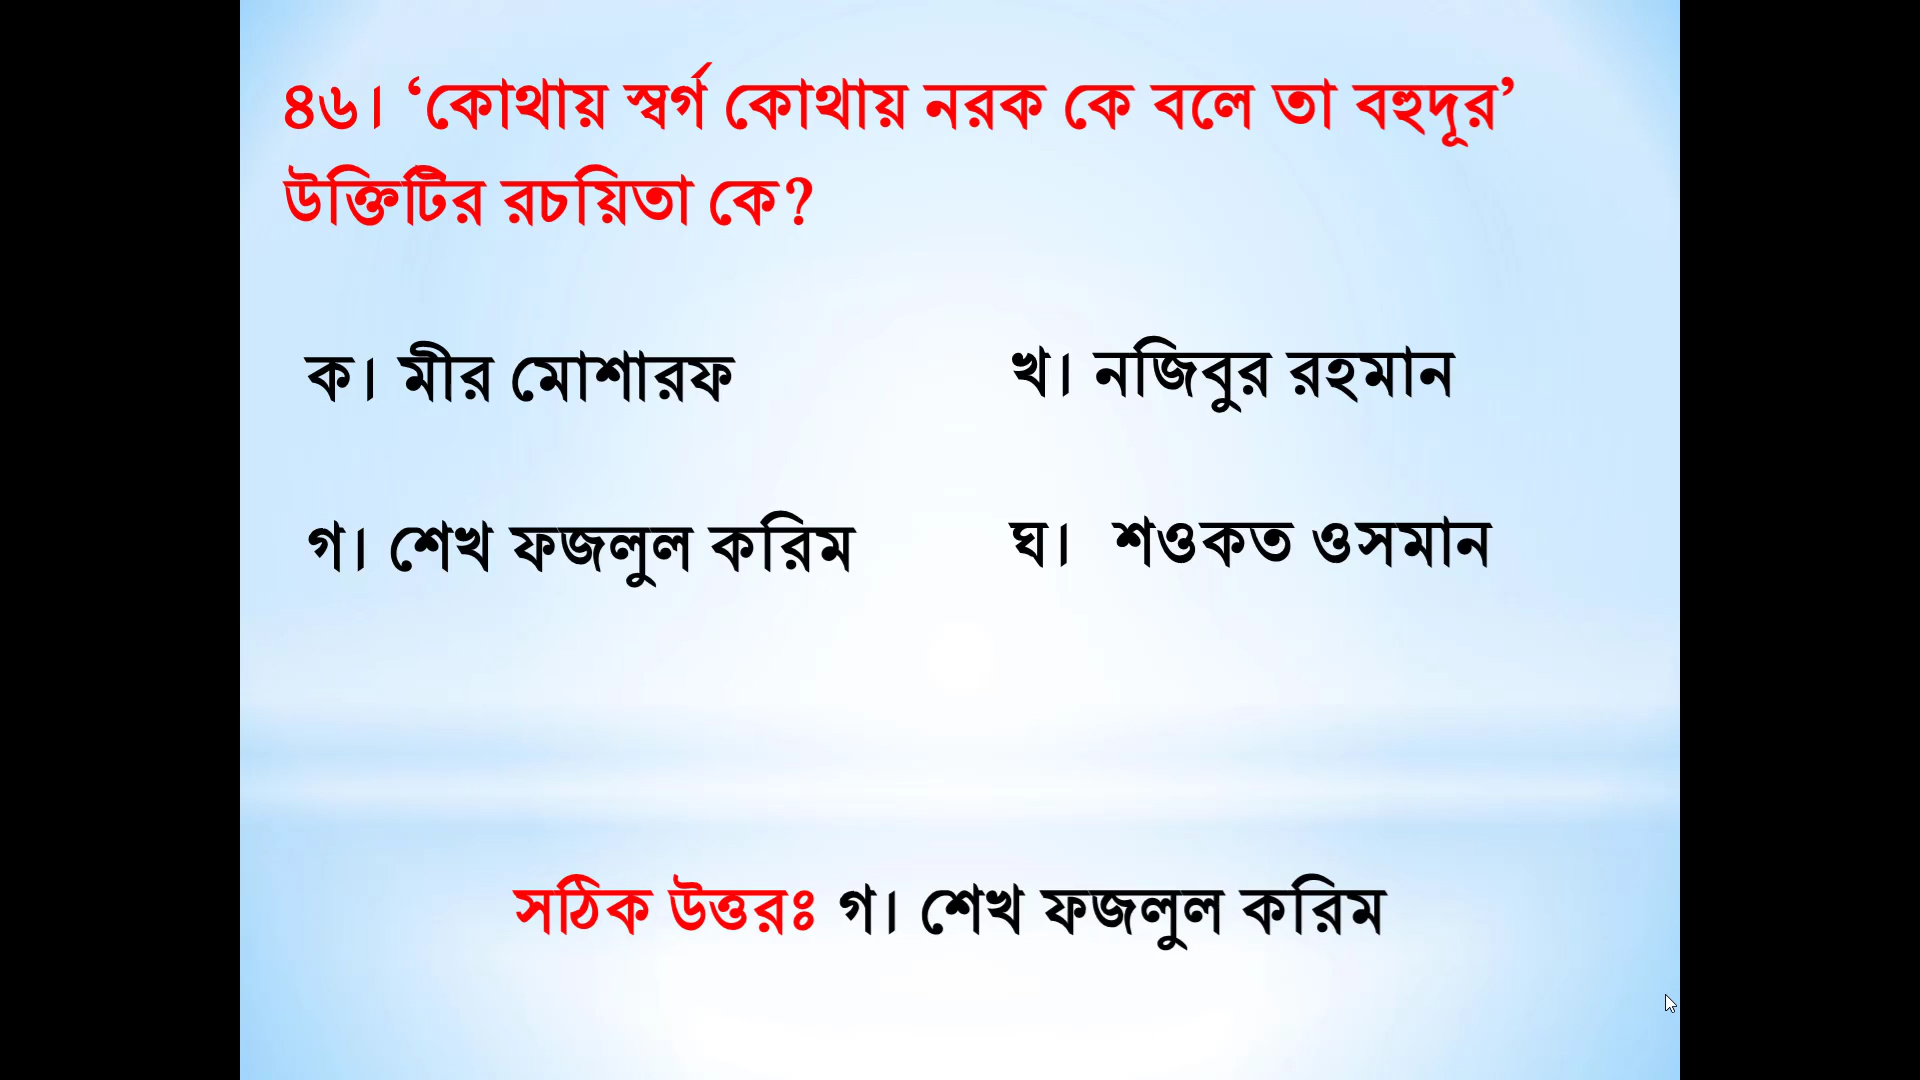 ৪৬। ‘কোথায় স্বর্গ কোথায় নরক কে বলে তা বহুদূর’
উক্তিটির রচয়িতা কে?
ক। মীর মোশারফ
খ। নজিবুর রহমান
গ। শেখ ফজলুল করিম
ঘ। শওকত ওসমান
সঠিক উত্তরঃ গ। শেখ ফজলুল করিম